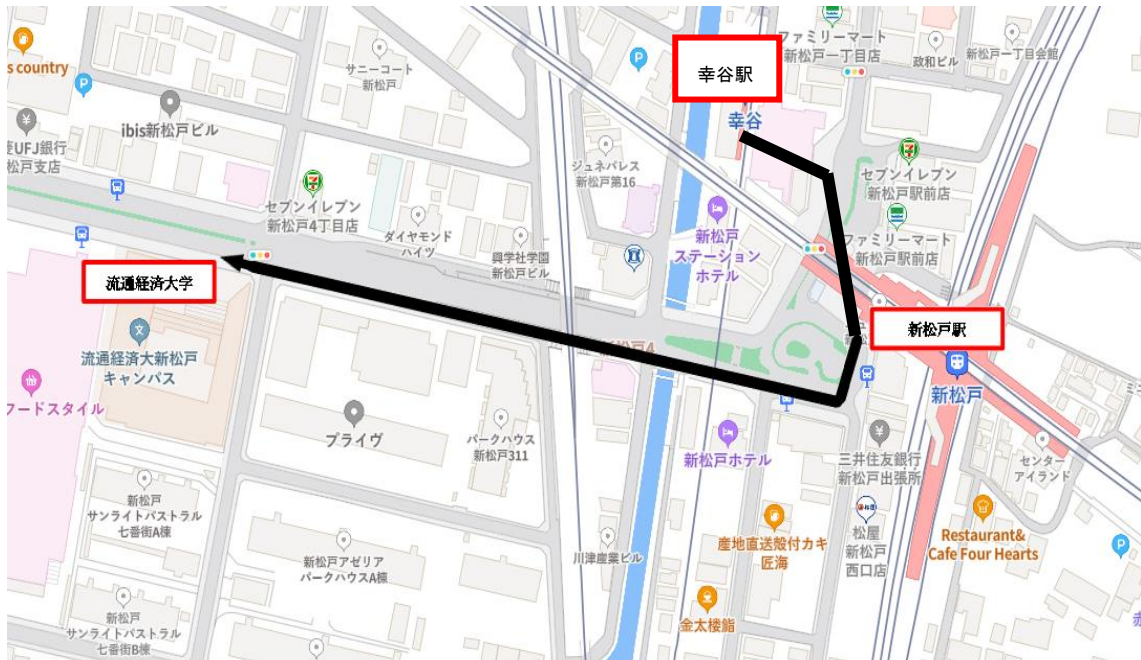 幸谷駅
ファミリーマート
新松戸一丁目店
政和ビル
新松戸一丁目会館
s country
サニーコート
新松戸
P
P
ibis新松戸ビル
幸谷
菱UFJ銀行
松戸支店
ジュネパレス
新松戸第16
セブンイレブン
新松戸駅前店
セブンイレブン
新松戸4丁目店
ダイヤモンド
ハイツ
興学社学園
新松戸ビル
新松戸
ステーション
ホテル
ファミリーマート
新松戸駅前店
流通経済大学
新松戸駅
新松戸4
流通経済大新松戸
キャンパス
新松戸
フードスタイル
プライヴ
パークハウス
新松戸311
新松戸ホテル
三井住友銀行
新松戸出張所
センター
アイランド
新松戸
サンライトパストラル
七番街A棟
松屋
新松戸
西口店
産地直送殻付カキ
匠海
Restaurant&
Cafe Four Hearts
P
新松戸アゼリア
パークハウスA棟
川津産業ビル
金太楼鮨
新松戸
サンライトパストラル
七番街B棟